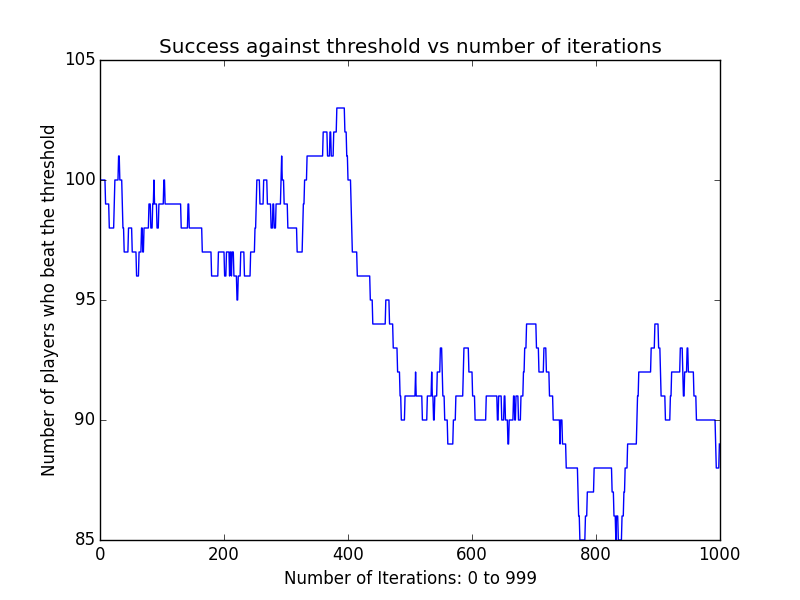 Success against threshold vs number of iterations
105
100
95
90
85
Number of players who beat the threshold
0 200 400 600 800 1000
Number of Iterations: 0 to 999